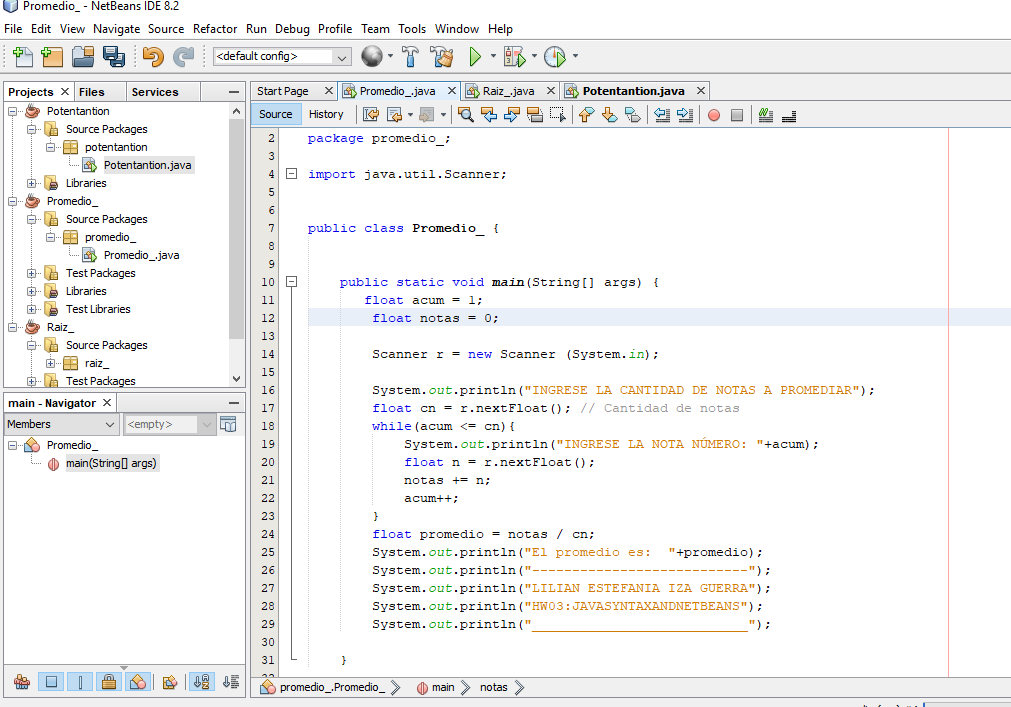 Promedio_ - NetBeans IDE 8.2
File Edit View Navigate Source Refactor Run Debug Profile Team Tools Window Help
<default config>
Projects Files Services
Potentantion
Source Packages
potentantion
Potentantion.java
Libraries
Promedio_
Source Packages
promedio_
Promedio_.java
Test Packages
Libraries
Test Libraries
Raiz_
Source Packages
raiz_
Test Packages
main - Navigator
Members <empty>
Promedio_
main(String[] args)
Start Page Promedio_.java Raiz_.java Potentantion.java
Source History
2 package promedio_;
3
4 import java.util.Scanner;
5
6
7 public class Promedio_ {
8
9
10 public static void main(String[] args) {
11 float acum = 1;
12 float notas = 0;
13
14 Scanner r = new Scanner (System.in);
15
16 System.out.println("INGRESE LA CANTIDAD DE NOTAS A PROMEDIAR");
17 float cn = r.nextFloat(); // Cantidad de notas
18 while(acum <= cn){
19 System.out.println("INGRESE LA NOTA NÚMERO: "+acum);
20 float n = r.nextFloat();
21 notas += n;
22 acum++;
23 }
24 float promedio = notas / cn;
25 System.out.println("El promedio es:  "+promedio);
26 System.out.println("---------------------------");
27 System.out.println("LILIAN ESTEFANIA IZA GUERRA");
28 System.out.println("HW03:JAVASYNTAXANDNETBEANS");
29 System.out.println("___________________________");
30
31 }
promedio_.Promedio_ main notas